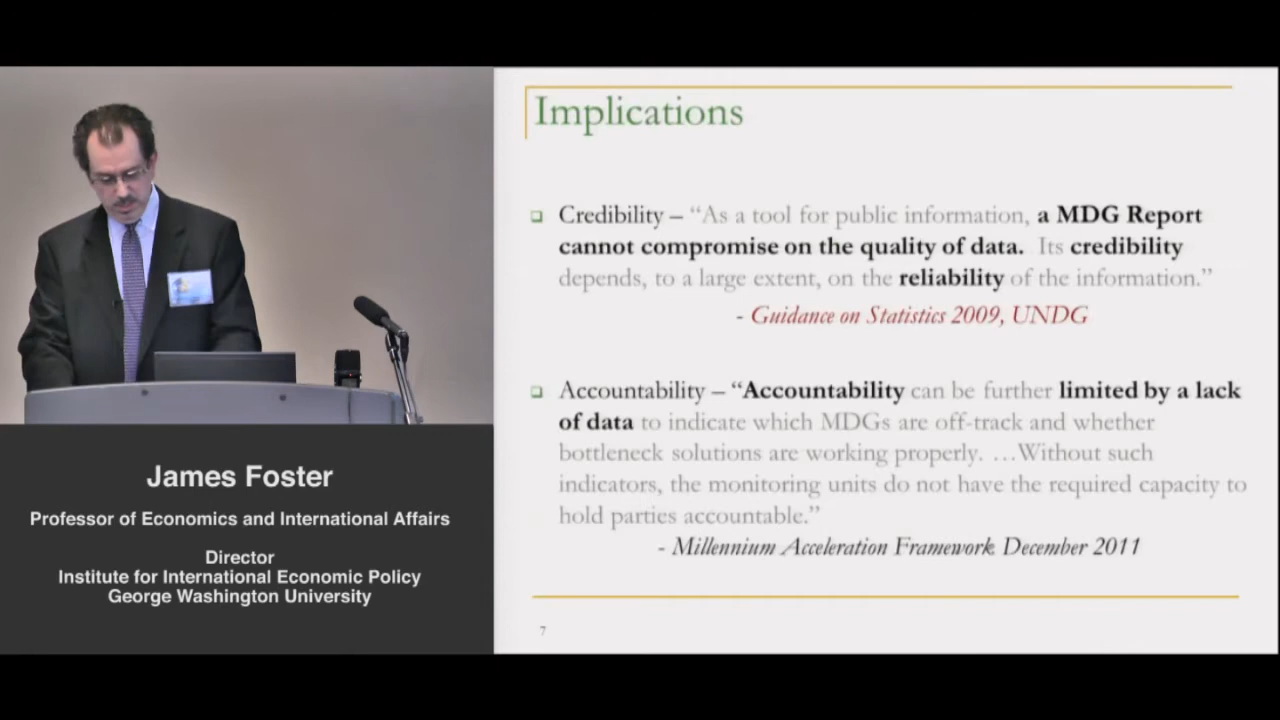 Implications
Credibility – “As a tool for public information, a MDG Report
cannot compromise on the quality of data. Its credibility
depends, to a large extent, on the reliability of the information.”
- Guidance on Statistics 2009, UNDG
Accountability – “Accountability can be further limited by a lack
of data to indicate which MDGs are off-track and whether
bottleneck solutions are working properly. …Without such
indicators, the monitoring units do not have the required capacity to
hold parties accountable.”
- Millennium Acceleration Framework December 2011
7
James Foster
Professor of Economics and International Affairs
Director
Institute for International Economic Policy
George Washington University